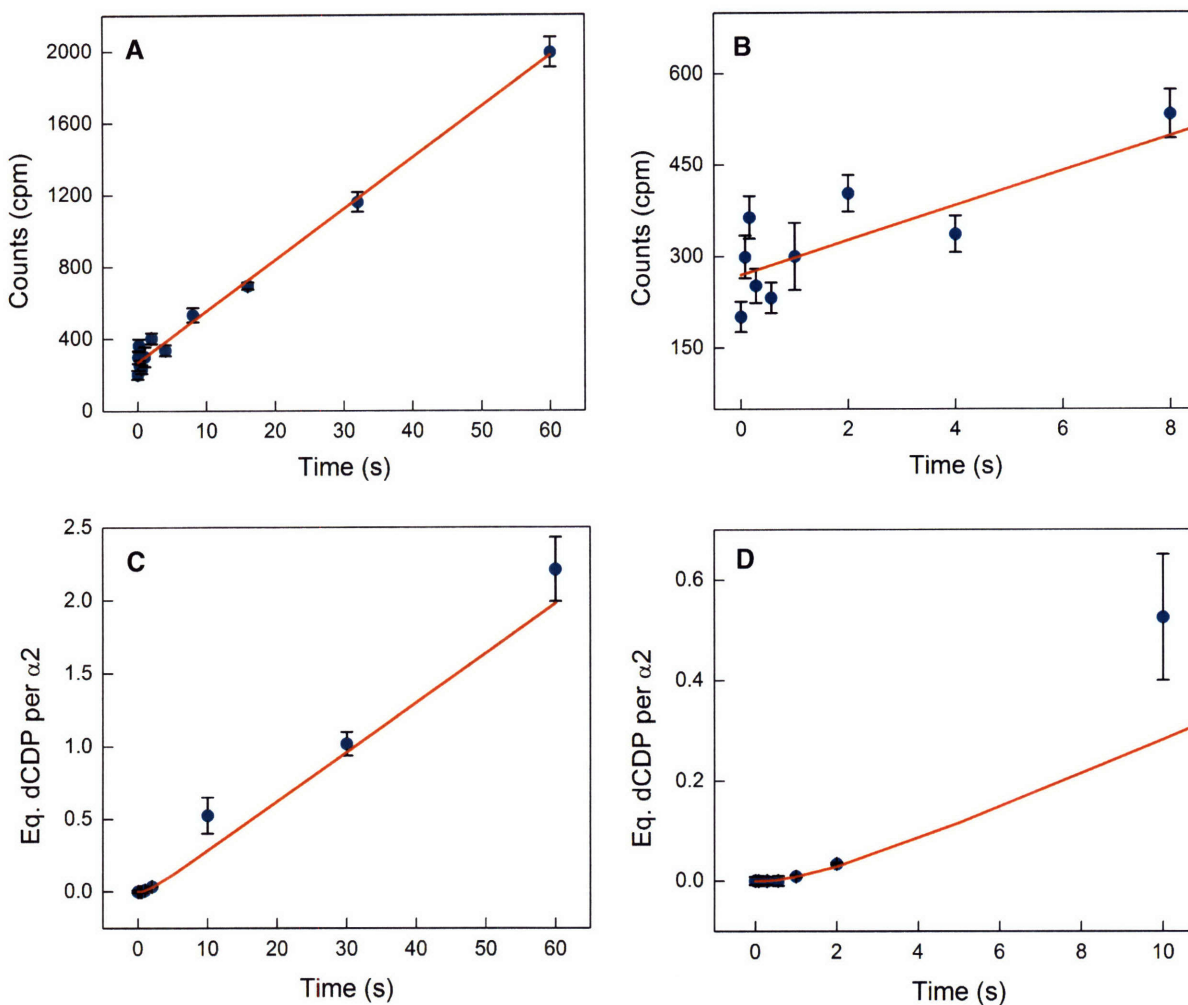 A
Counts (cpm)
2000
1600
1200
800
400
0
0 10 20 30 40 50 60
Time (s)
B
Counts (cpm)
600
450
300
150
0 2 4 6 8
Time (s)
C
Eq. dCDP per α2
2.5
2.0
1.5
1.0
0.5
0.0
0 10 20 30 40 50 60
Time (s)
D
Eq. dCDP per α2
0.6
0.4
0.2
0.0
0 2 4 6 8 10
Time (s)